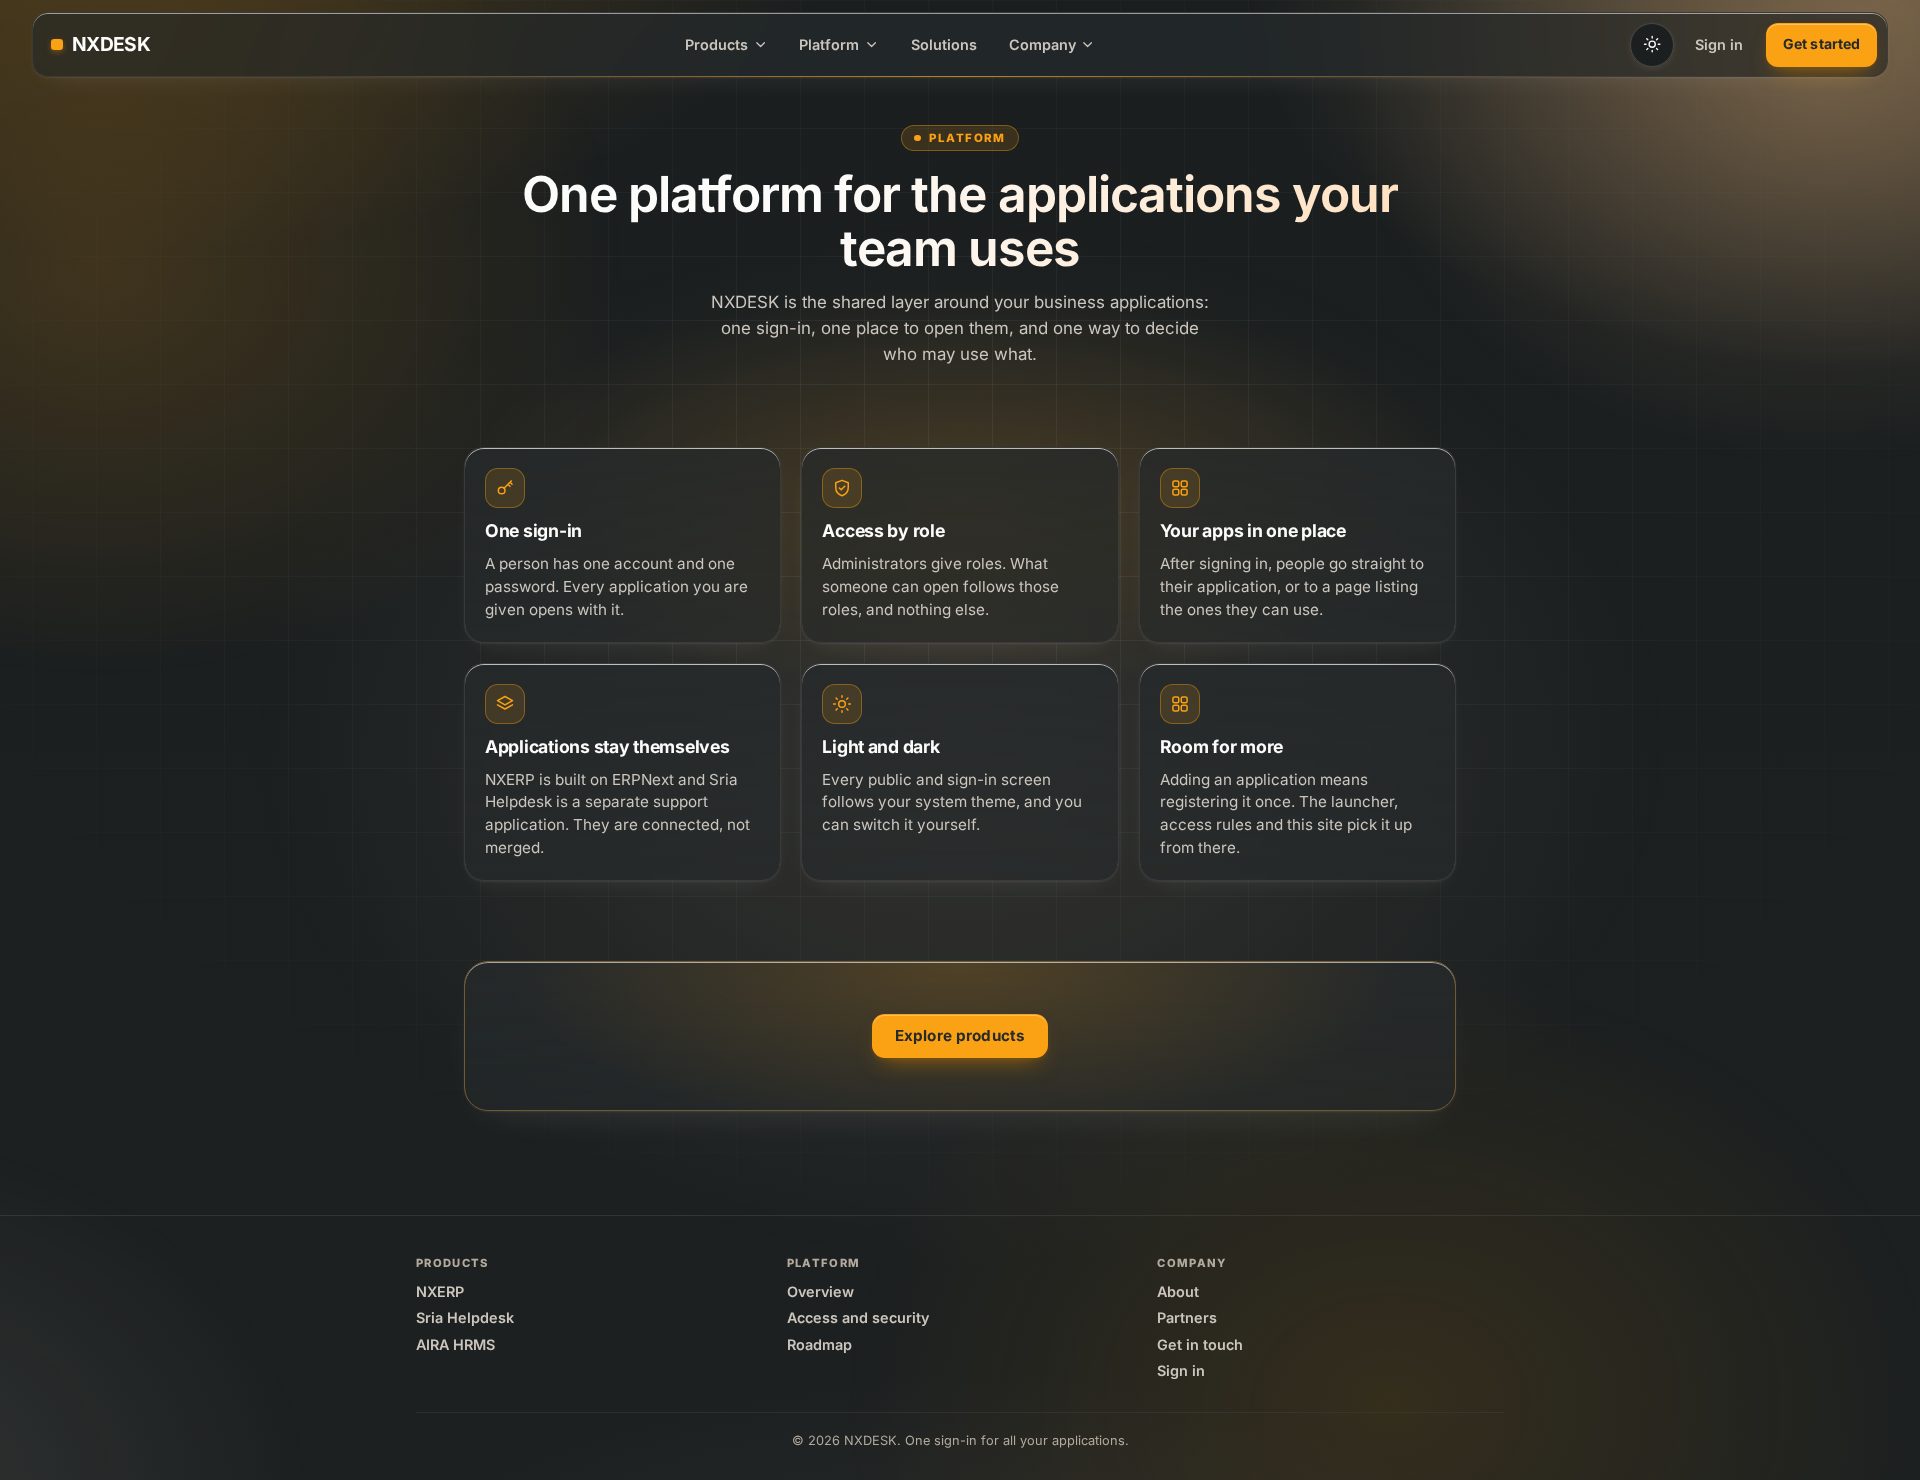 NXDESK
Products
Platform
Solutions
Company
Sign in
Get started
PLATFORM
One platform for the applications your
team uses
NXDESK is the shared layer around your business applications:
one sign-in, one place to open them, and one way to decide
who may use what.
One sign-in
A person has one account and one
password. Every application you are
given opens with it.
Access by role
Administrators give roles. What
someone can open follows those
roles, and nothing else.
Your apps in one place
After signing in, people go straight to
their application, or to a page listing
the ones they can use.
Applications stay themselves
NXERP is built on ERPNext and Sria
Helpdesk is a separate support
application. They are connected, not
merged.
Light and dark
Every public and sign-in screen
follows your system theme, and you
can switch it yourself.
Room for more
Adding an application means
registering it once. The launcher,
access rules and this site pick it up
from there.
Explore products
PRODUCTS
NXERP
Sria Helpdesk
AIRA HRMS
PLATFORM
Overview
Access and security
Roadmap
COMPANY
About
Partners
Get in touch
Sign in
© 2026 NXDESK. One sign-in for all your applications.